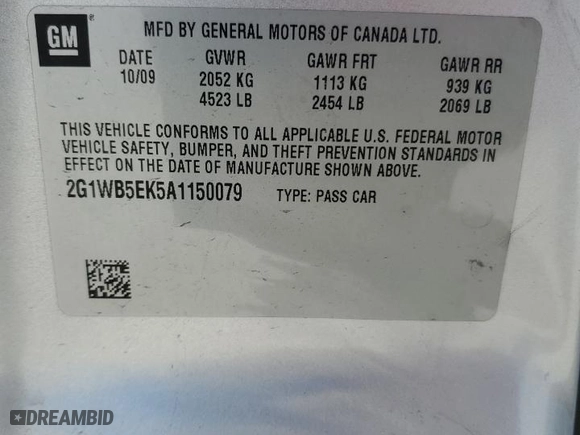 GM
MFD BY GENERAL MOTORS OF CANADA LTD.
DATE GVWR GAWR FRT GAWR RR
10/09 2052 KG 1113 KG 939 KG
4523 LB 2454 LB 2069 LB
THIS VEHICLE CONFORMS TO ALL APPLICABLE U.S. FEDERAL MOTOR
VEHICLE SAFETY, BUMPER, AND THEFT PREVENTION STANDARDS IN
EFFECT ON THE DATE OF MANUFACTURE SHOWN ABOVE.
2G1WB5EK5A1150079 TYPE: PASS CAR
DREAMBID